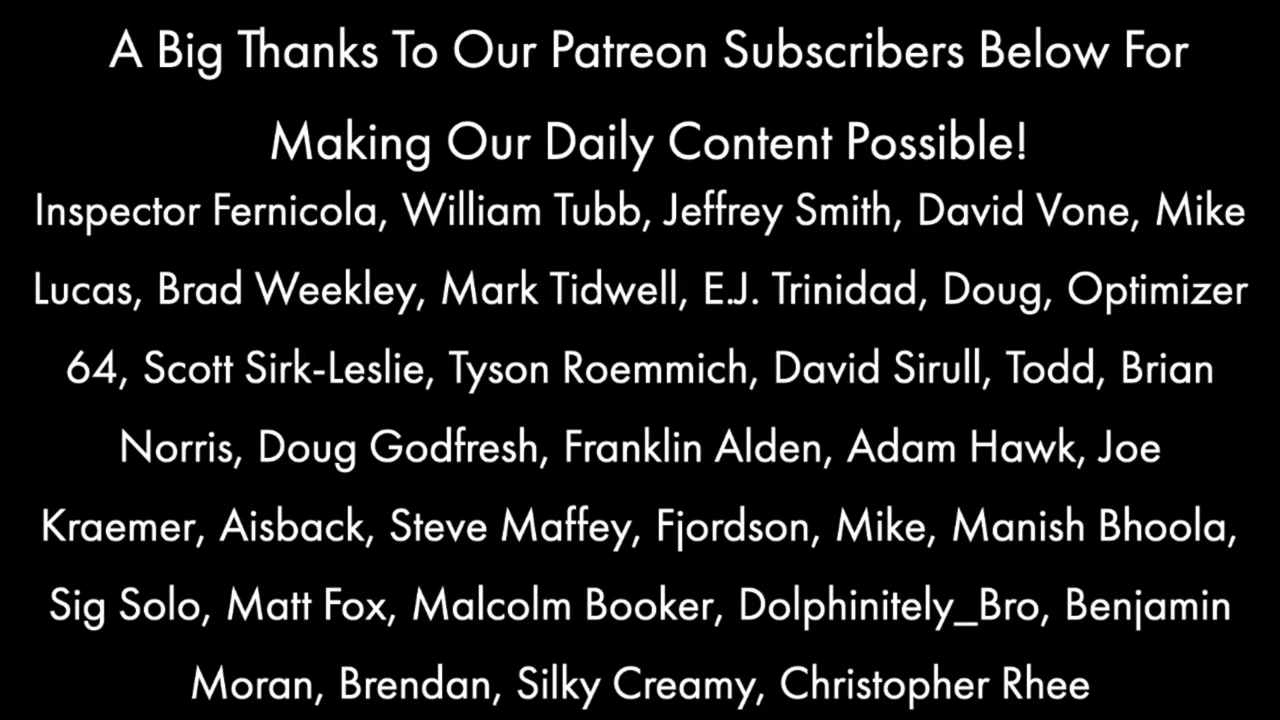 A Big Thanks To Our Patreon Subscribers Below For
Making Our Daily Content Possible!
Inspector Fernicola, William Tubb, Jeffrey Smith, David Vone, Mike
Lucas, Brad Weekley, Mark Tidwell, E.J. Trinidad, Doug, Optimizer
64, Scott Sirk-Leslie, Tyson Roemmich, David Sirull, Todd, Brian
Norris, Doug Godfresh, Franklin Alden, Adam Hawk, Joe
Kraemer, Aisback, Steve Maffey, Fjordson, Mike, Manish Bhoola,
Sig Solo, Matt Fox, Malcolm Booker, Dolphinitely_Bro, Benjamin
Moran, Brendan, Silky Creamy, Christopher Rhee